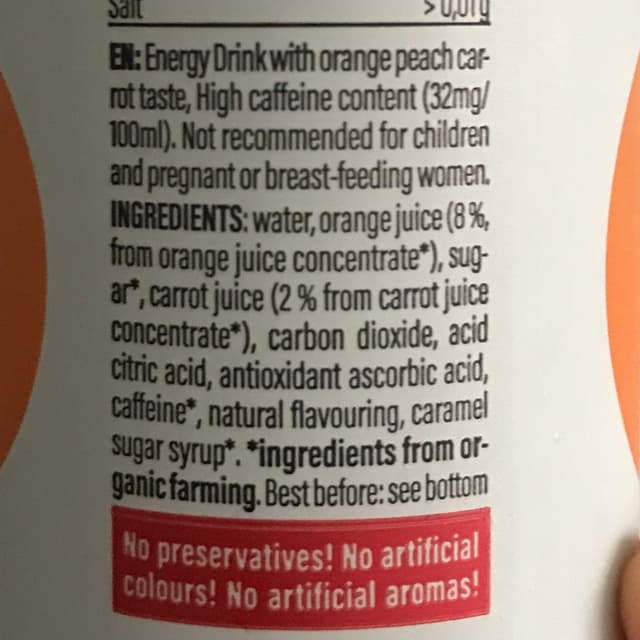 Salt >0,01g
EN: Energy Drink with orange peach car-
rot taste, High caffeine content (32mg/
100ml). Not recommended for children
and pregnant or breast-feeding women.
INGREDIENTS: water, orange juice (8 %,
from orange juice concentrate*), sug-
ar*, carrot juice (2 % from carrot juice
concentrate*), carbon dioxide, acid
citric acid, antioxidant ascorbic acid,
caffeine*, natural flavouring, caramel
sugar syrup*. *ingredients from or-
ganic farming. Best before: see bottom
No preservatives! No artificial
colours! No artificial aromas!